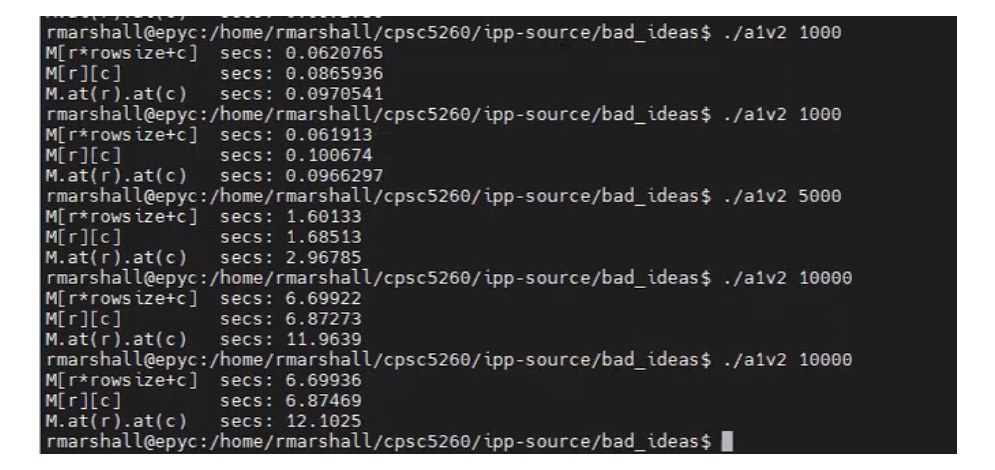 rmarshall@epyc:/home/rmarshall/cpsc5260/ipp-source/bad_ideas$ ./a1v2 1000
M[r*rowsize+c]  secs: 0.0620765
M[r][c]         secs: 0.0865936
M.at(r).at(c)   secs: 0.0970541
rmarshall@epyc:/home/rmarshall/cpsc5260/ipp-source/bad_ideas$ ./a1v2 1000
M[r*rowsize+c]  secs: 0.061913
M[r][c]         secs: 0.100674
M.at(r).at(c)   secs: 0.0966297
rmarshall@epyc:/home/rmarshall/cpsc5260/ipp-source/bad_ideas$ ./a1v2 5000
M[r*rowsize+c]  secs: 1.60133
M[r][c]         secs: 1.68513
M.at(r).at(c)   secs: 2.96785
rmarshall@epyc:/home/rmarshall/cpsc5260/ipp-source/bad_ideas$ ./a1v2 10000
M[r*rowsize+c]  secs: 6.69922
M[r][c]         secs: 6.87273
M.at(r).at(c)   secs: 11.9639
rmarshall@epyc:/home/rmarshall/cpsc5260/ipp-source/bad_ideas$ ./a1v2 10000
M[r*rowsize+c]  secs: 6.69936
M[r][c]         secs: 6.87469
M.at(r).at(c)   secs: 12.1025
rmarshall@epyc:/home/rmarshall/cpsc5260/ipp-source/bad_ideas$